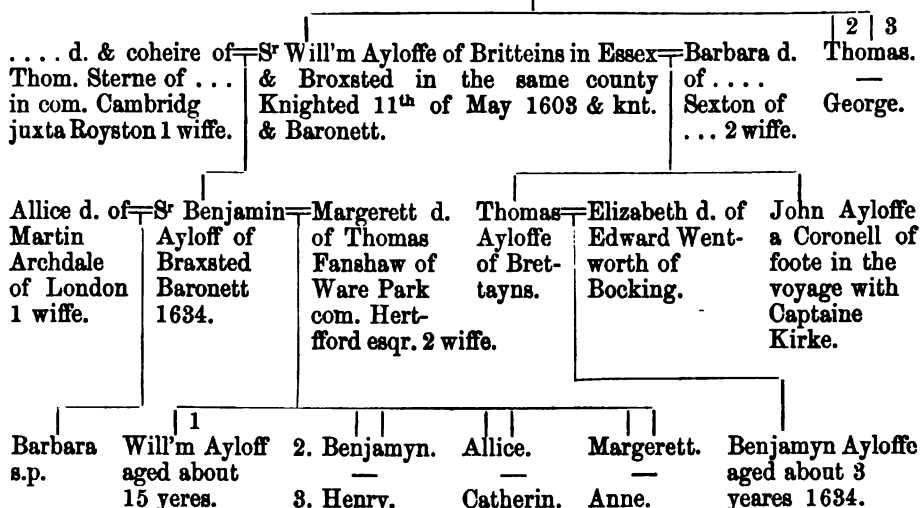 2 3
. . . . d. & coheire of Sʳ Will'm Ayloffe of Britteins in Essex Barbara d. Thomas.
Thom. Sterne of . . . & Broxsted in the same county of . . . . —
in com. Cambridg Knighted 11ᵗʰ of May 1603 & knt. Sexton of George.
juxta Royston 1 wiffe. & Baronett. . . . 2 wiffe.
Allice d. of Sʳ Benjamin Margerett d. Thomas Elizabeth d. of John Ayloffe
Martin Ayloff of of Thomas Ayloffe Edward Went- a Coronell of
Archdale Braxsted Fanshaw of of Bret- worth of foote in the
of London Baronett Ware Park tayns. Bocking. voyage with
1 wiffe. 1634. com. Hert- Captaine
fford esqr. 2 wiffe. Kirke.
1
Barbara Will'm Ayloff 2. Benjamyn. Allice. Margerett. Benjamyn Ayloffe
s.p. aged about — — — aged about 3
15 yeres. 3. Henry. Catherin. Anne. yeares 1634.